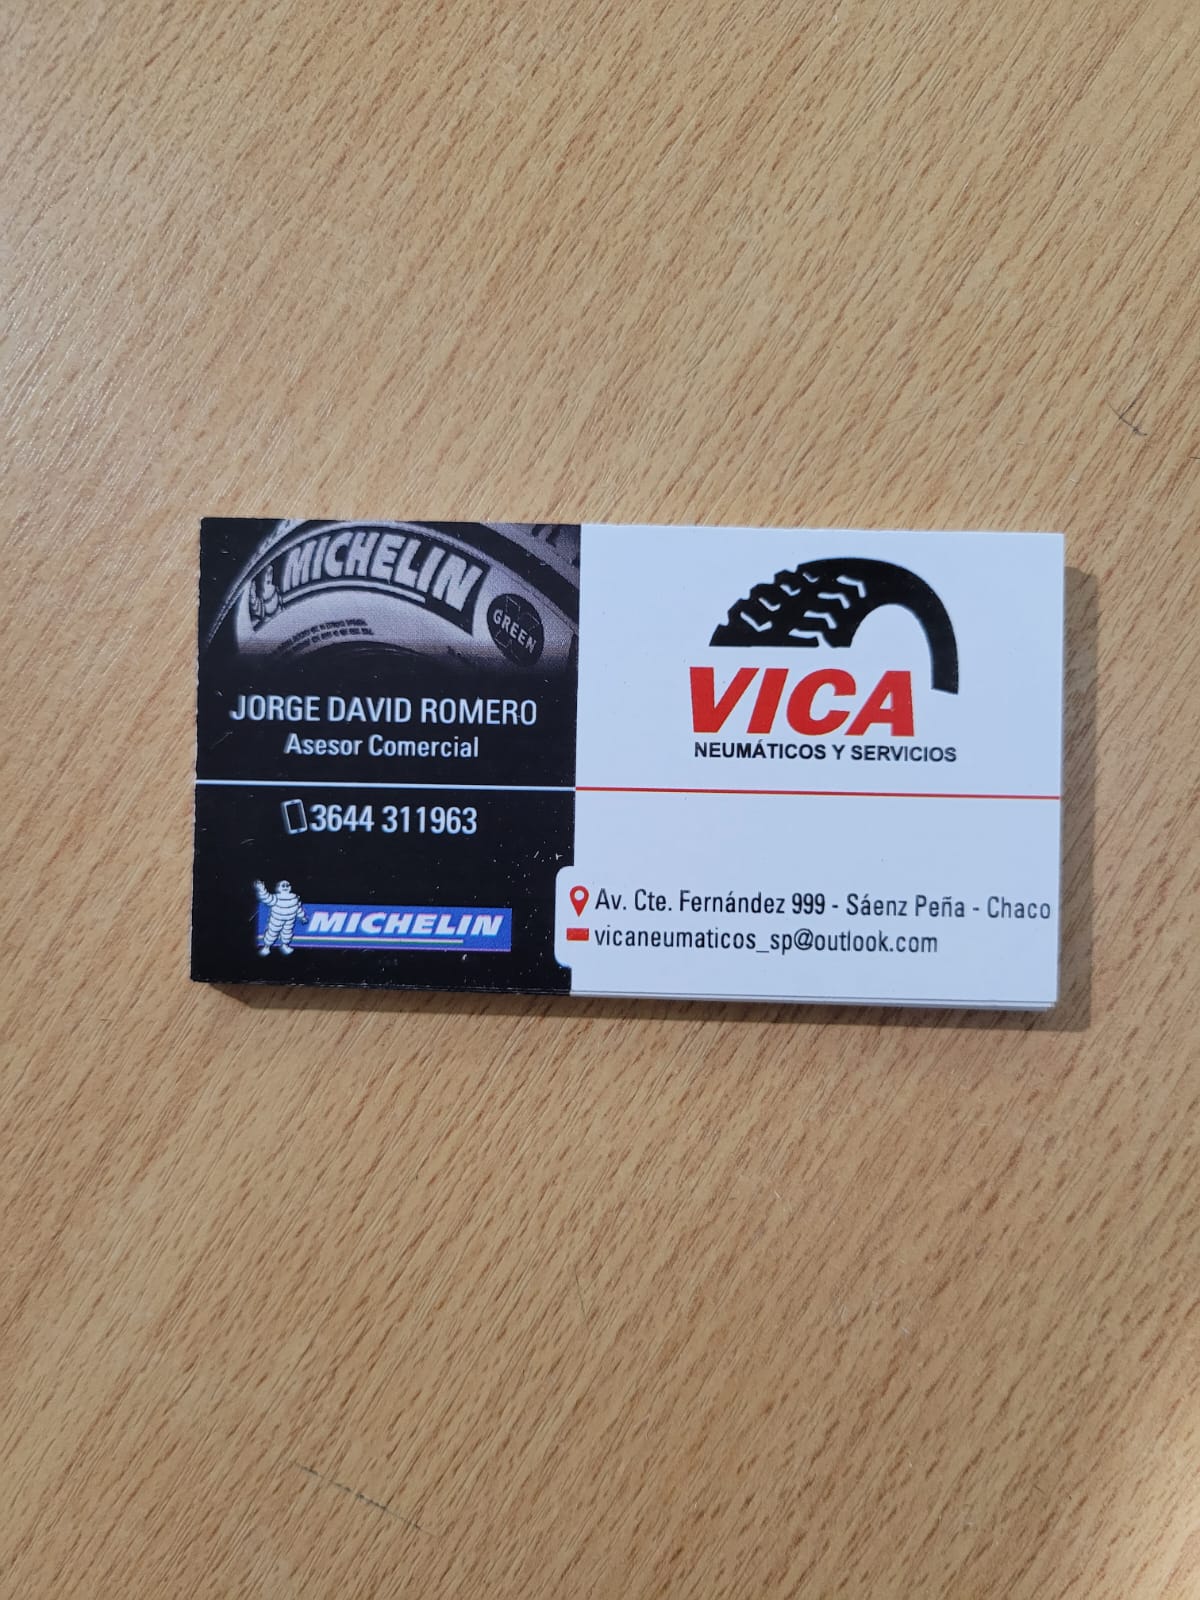 MICHELIN
GREEN
JORGE DAVID ROMERO
Asesor Comercial
3644 311963
MICHELIN
VICA
NEUMÁTICOS Y SERVICIOS
Av. Cte. Fernández 999 - Sáenz Peña - Chaco
vicaneumaticos_sp@outlook.com